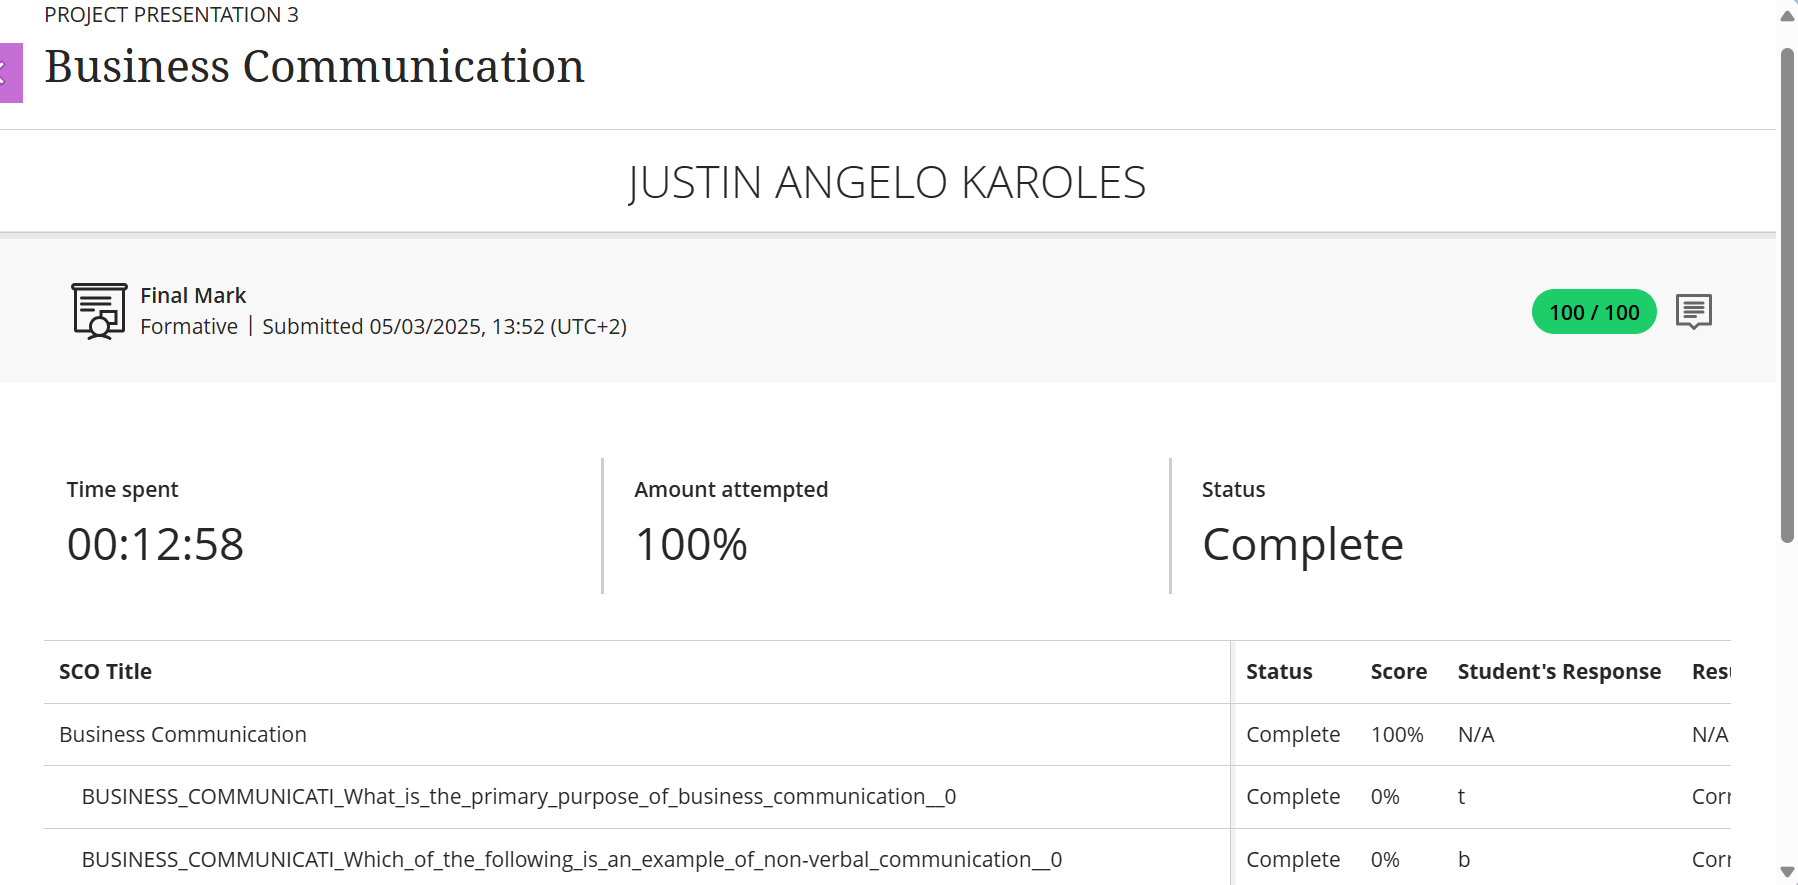 PROJECT PRESENTATION 3
Business Communication
JUSTIN ANGELO KAROLES
Final Mark
Formative | Submitted 05/03/2025, 13:52 (UTC+2)
100 / 100
Time spent
00:12:58
Amount attempted
100%
Status
Complete
SCO Title Status Score Student's Response
Business Communication Complete 100% N/A N/A
BUSINESS_COMMUNICATI_What_is_the_primary_purpose_of_business_communication__0 Complete 0% t Corr
BUSINESS_COMMUNICATI_Which_of_the_following_is_an_example_of_non-verbal_communication__0 Complete 0% b Corr